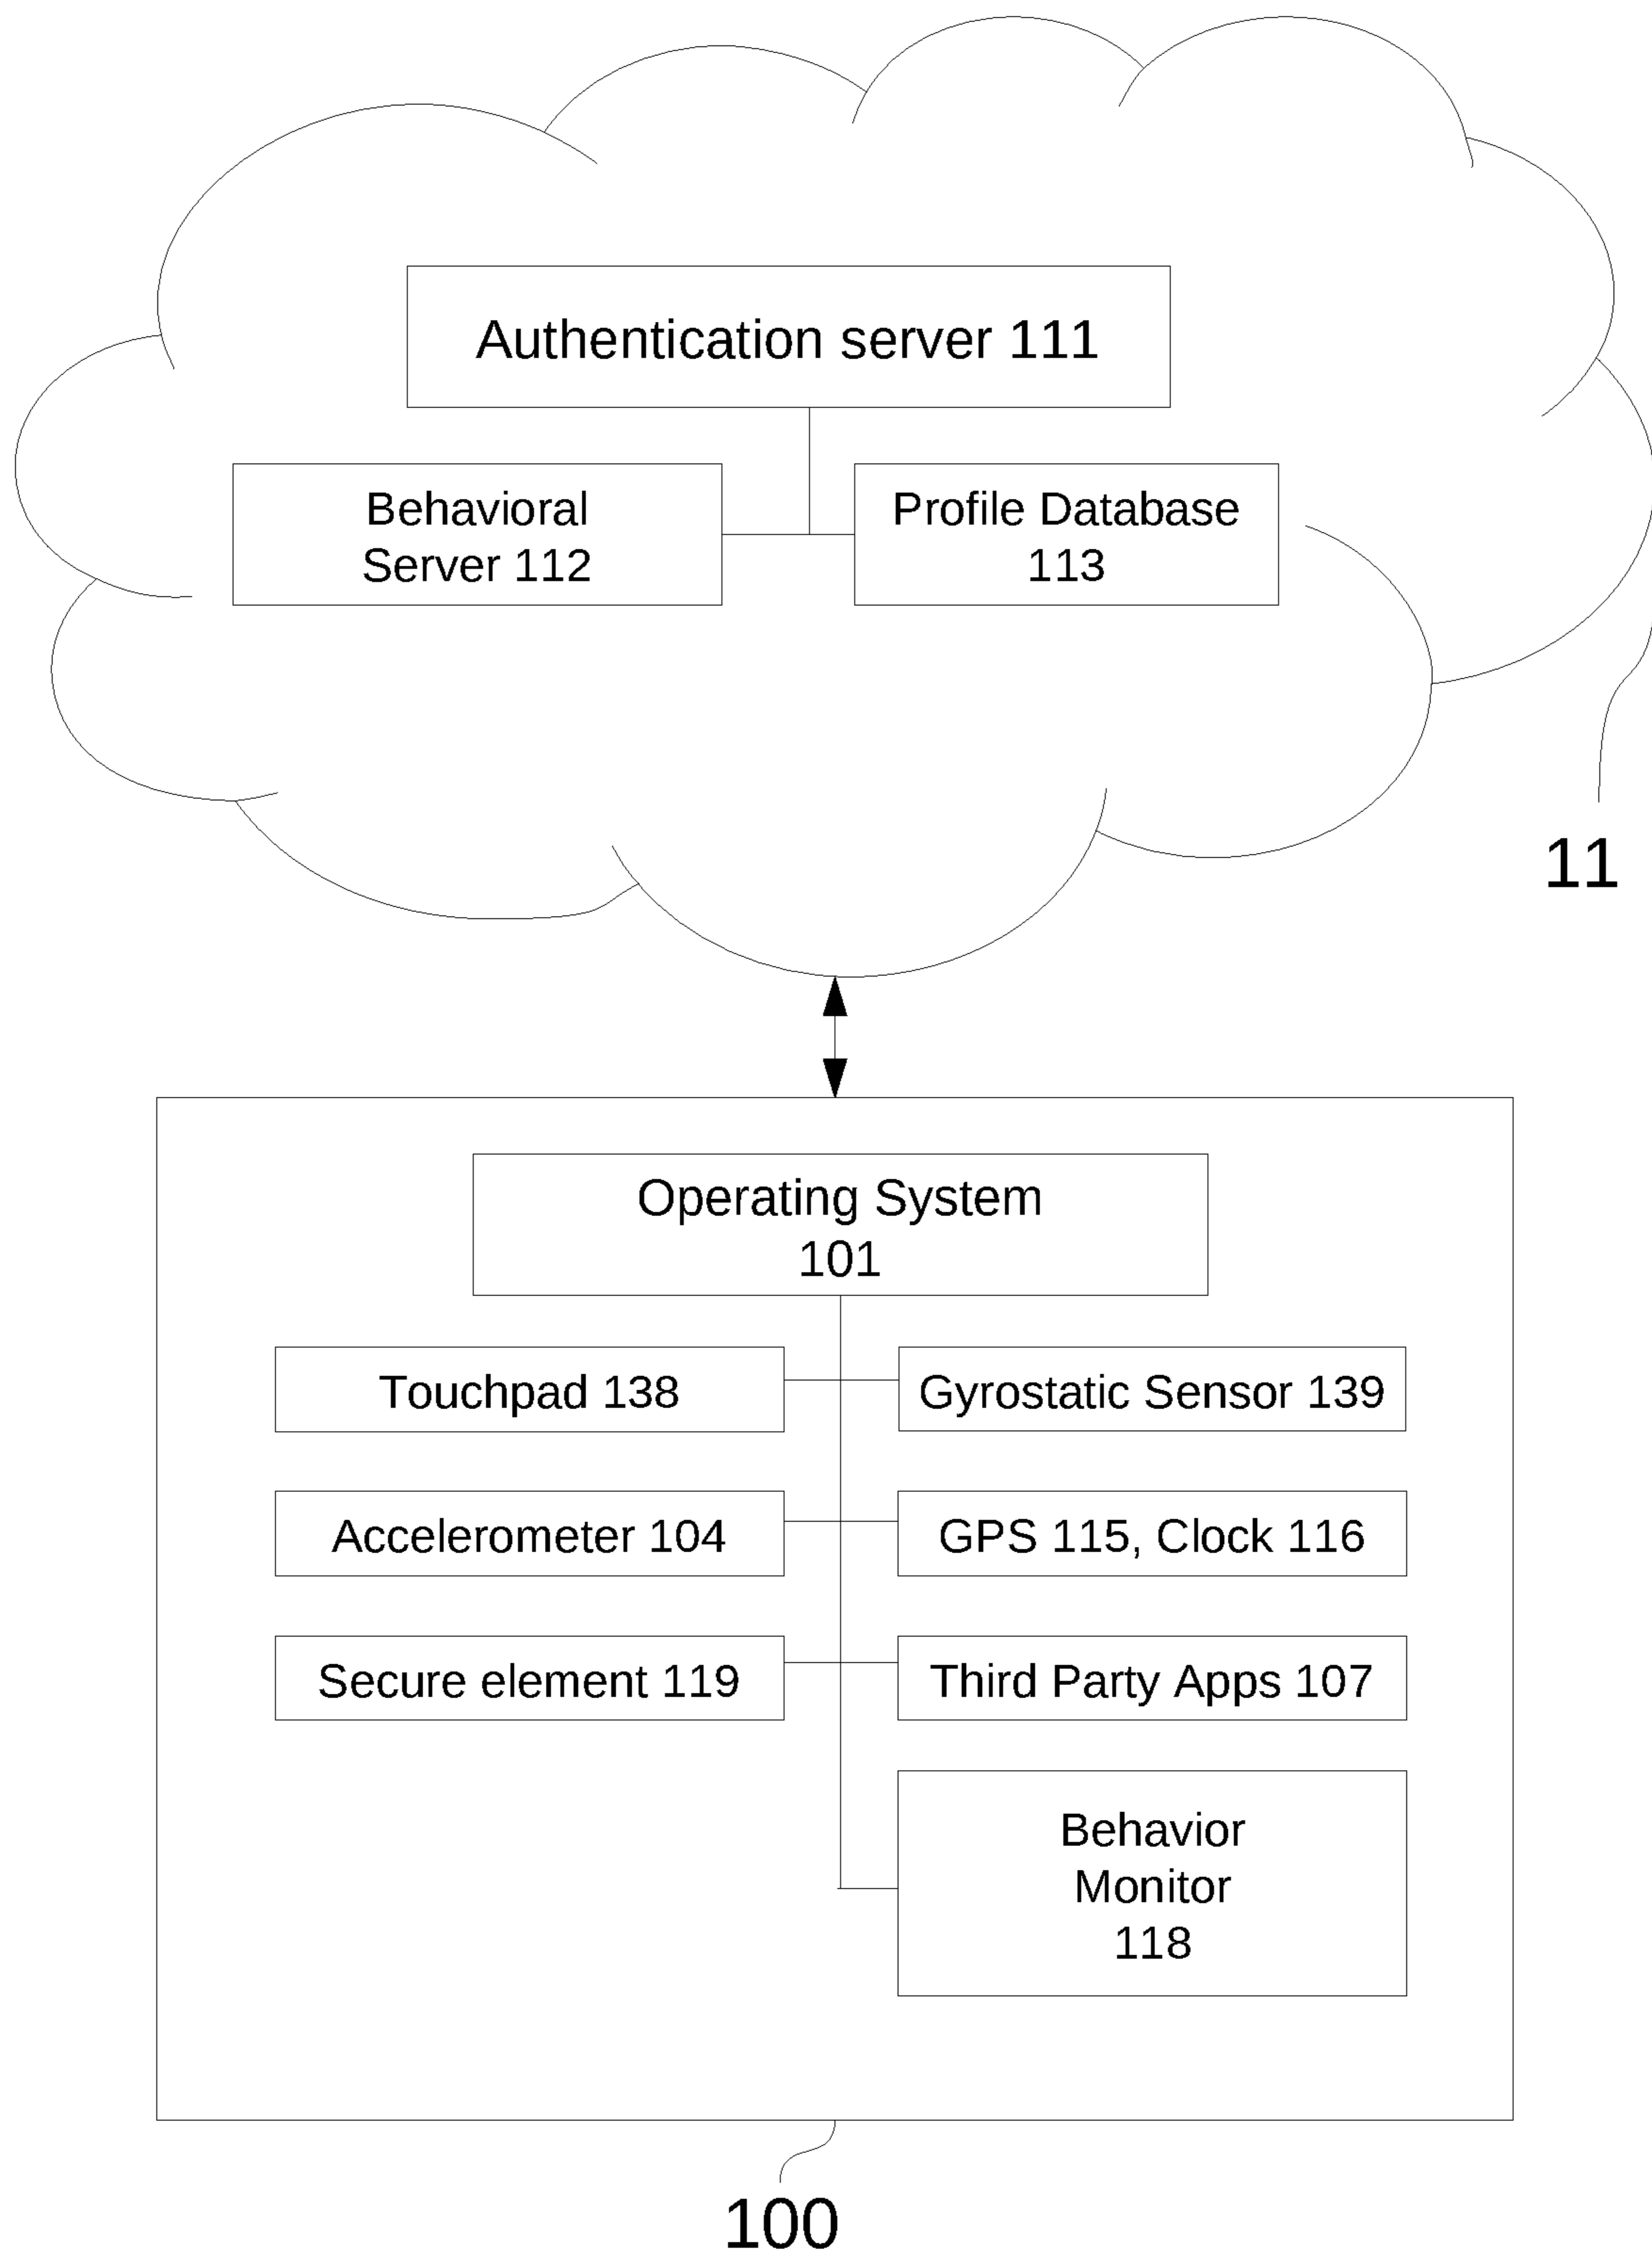 Authentication server 111
Behavioral
Server 112
Profile Database
113
11
Operating System
101
Touchpad 138
Gyrostatic Sensor 139
Accelerometer 104
GPS 115, Clock 116
Secure element 119
Third Party Apps 107
Behavior
Monitor
118
100